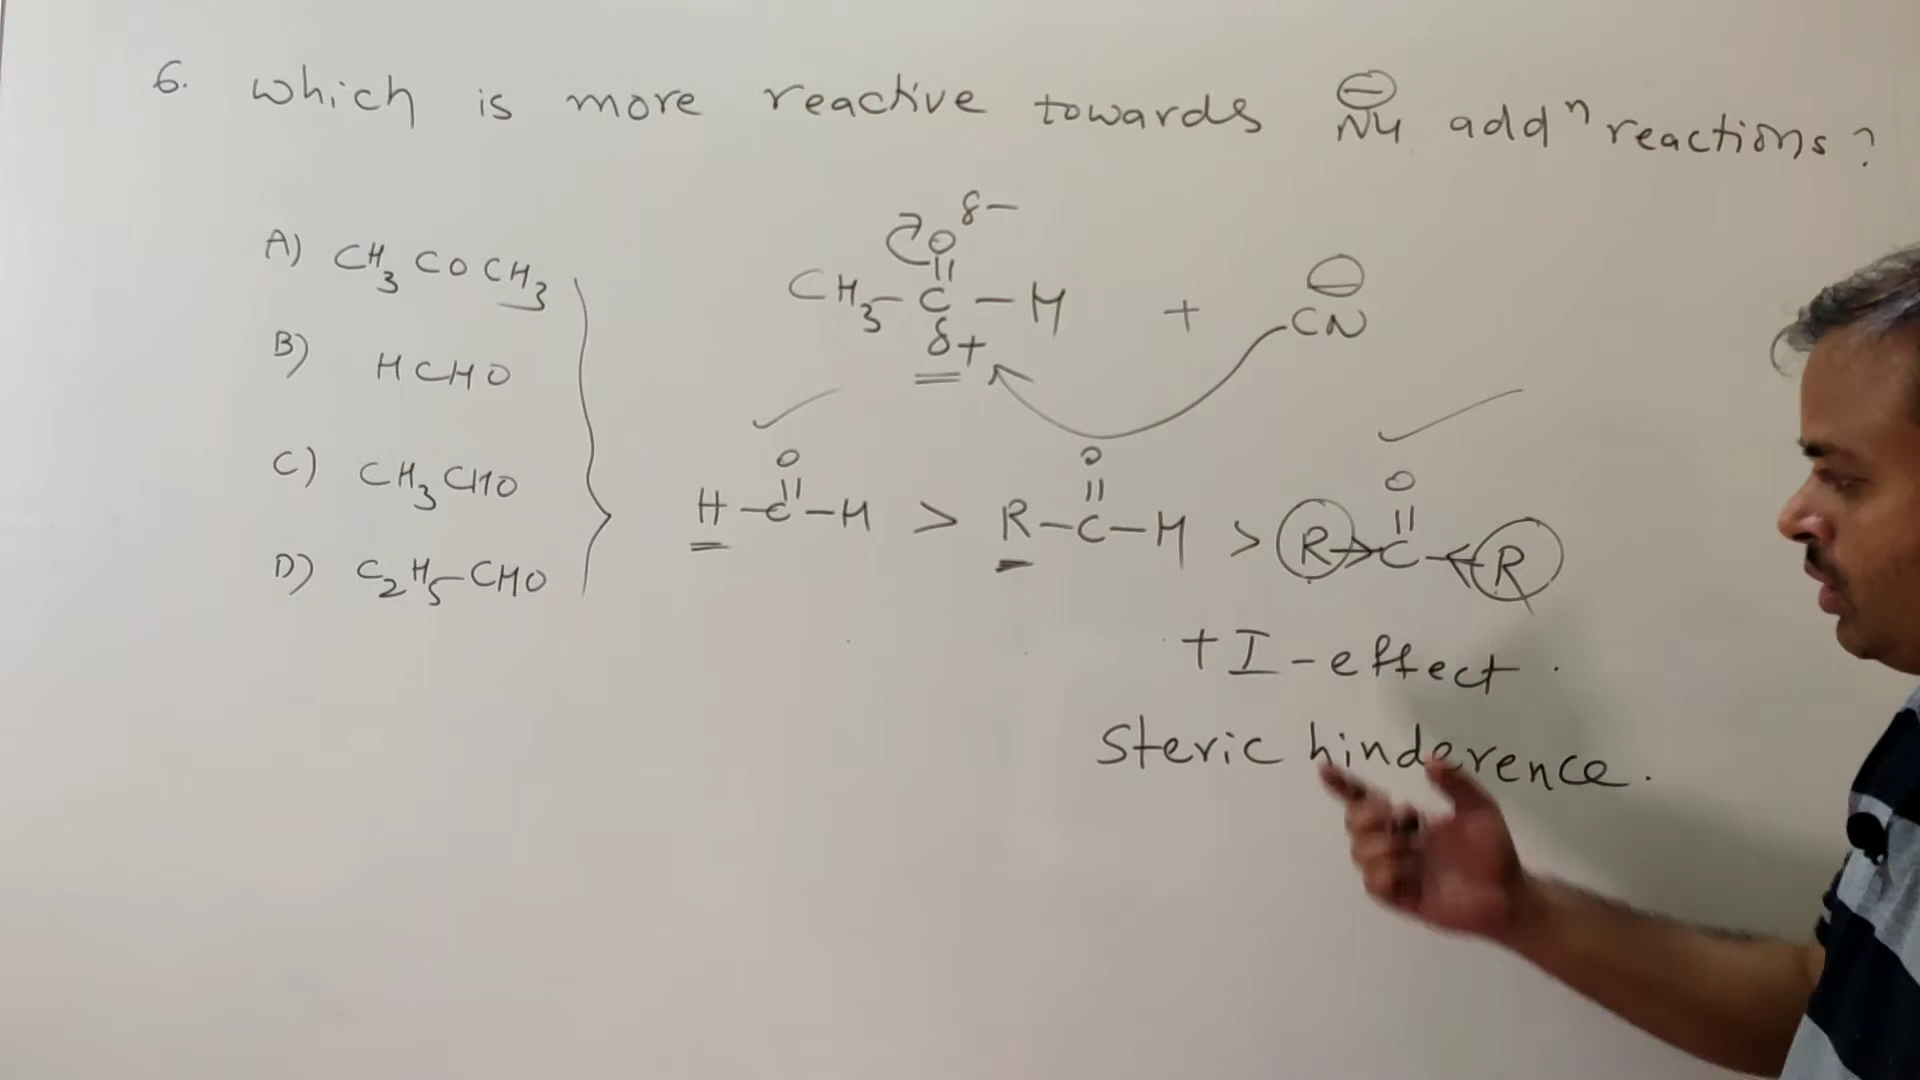 6. which is more reactive towards Nu⊖ addⁿ reactions?
A) CH₃COCH₃
B) HCHO
C) CH₃CHO
D) C₂H₅-CHO
δ-
O
||
CH₃-C-H + CN⊖
δ+
O
||
H-C-H >
O
||
R-C-H >
O
||
R→C←R
+I-effect.
Steric hinderence.